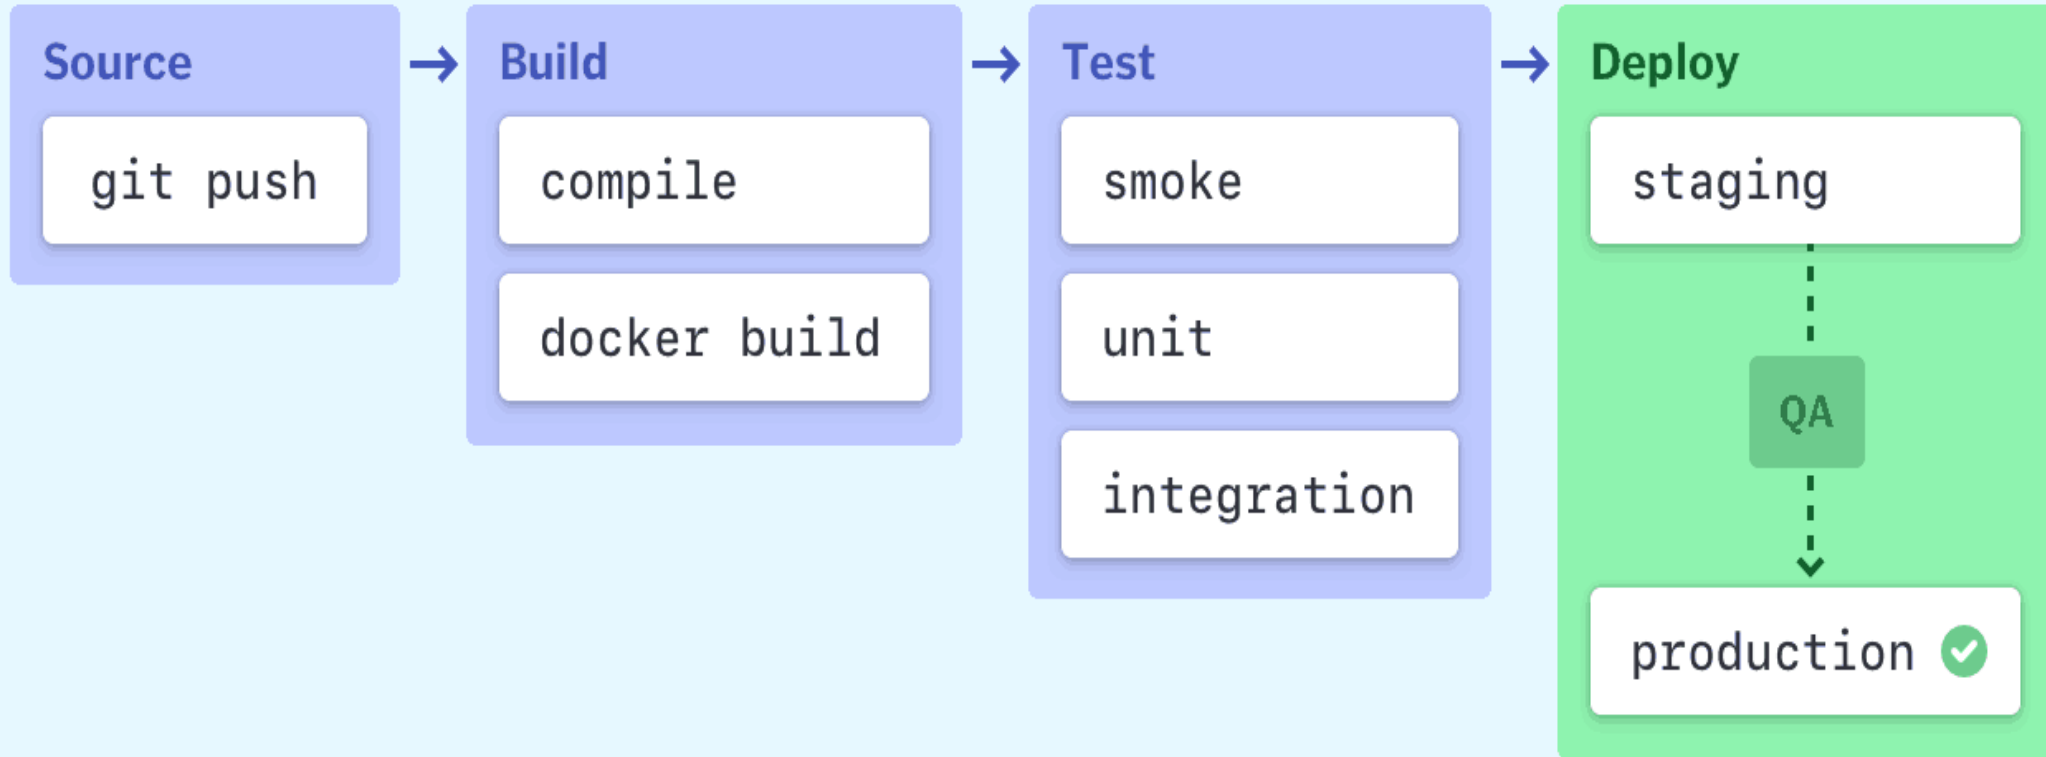 Source
git push
Build
compile
docker build
Test
smoke
unit
integration
Deploy
staging
QA
production